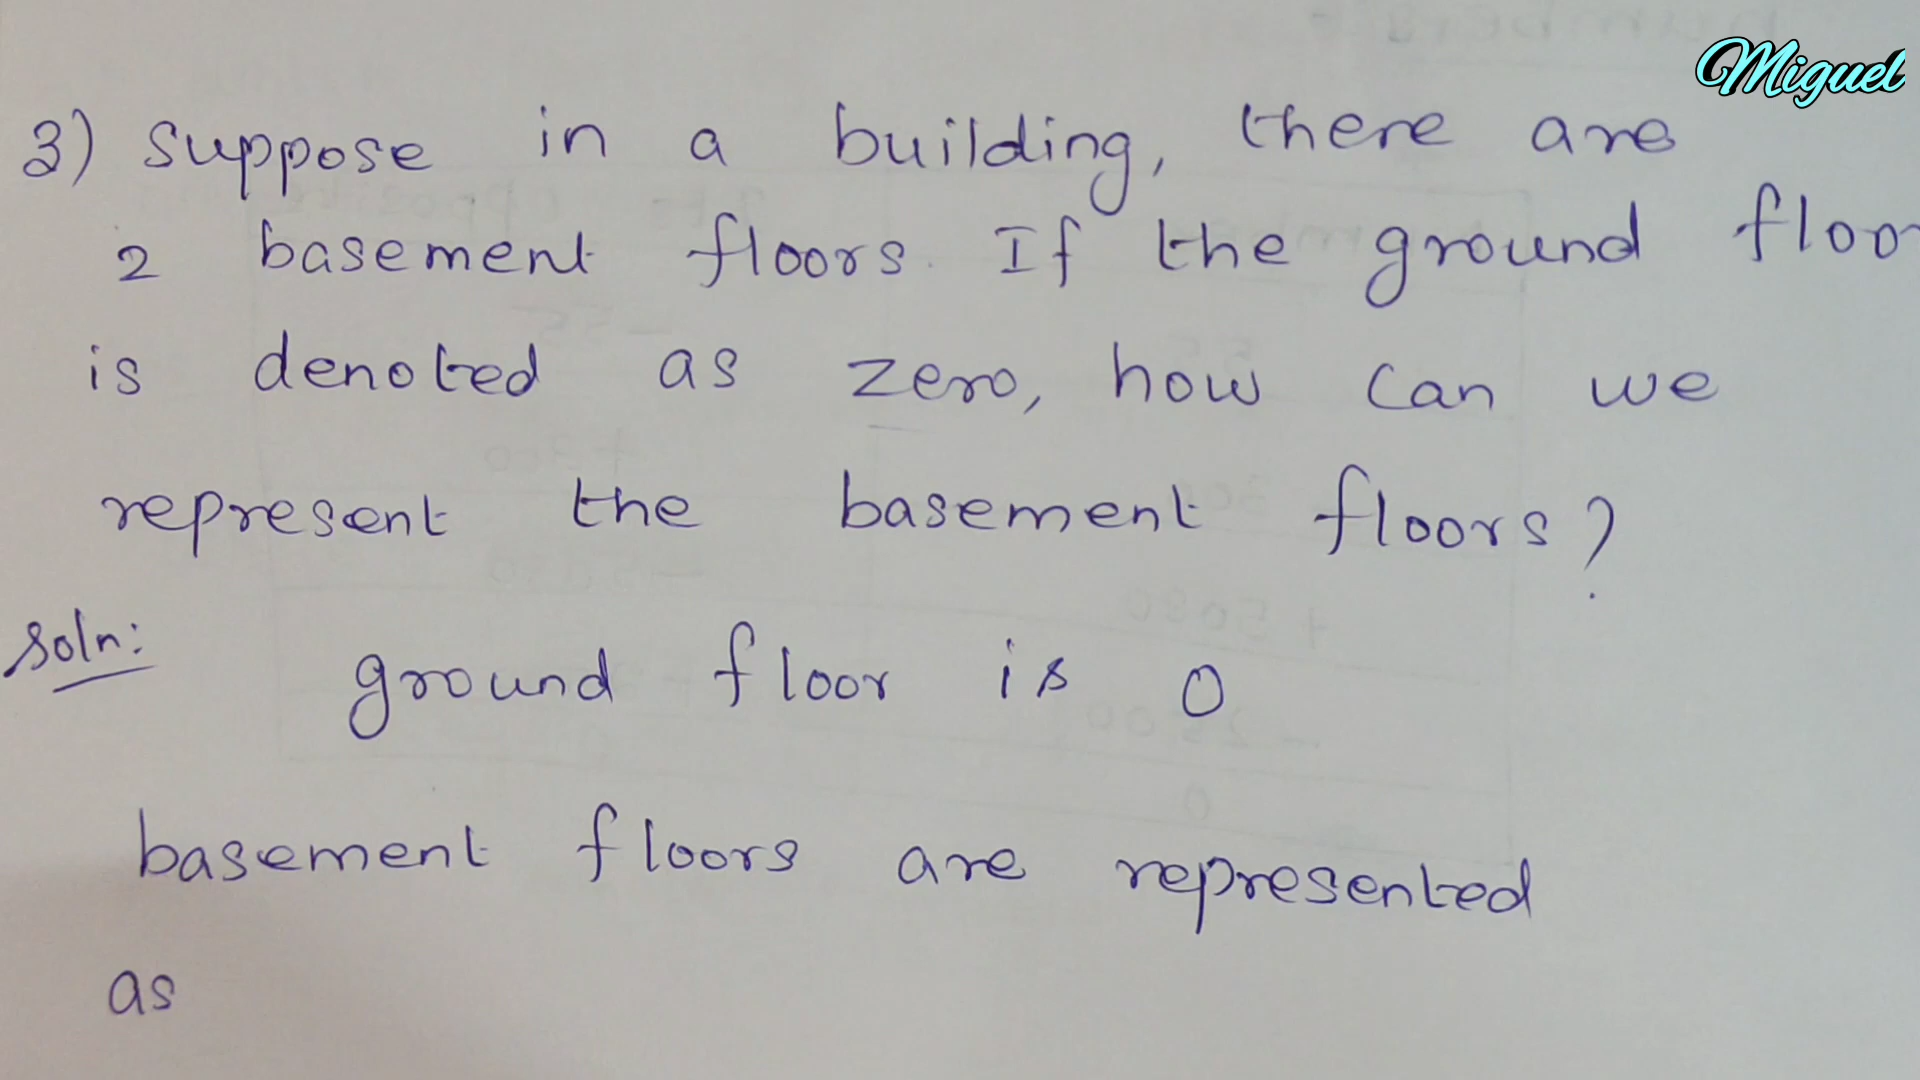 Miguel
3) Suppose in a building, there are
2 basement floors. If the ground floor
is denoted as zero, how can we
represent the basement floors?
Soln:
ground floor is 0
basement floors are represented
as